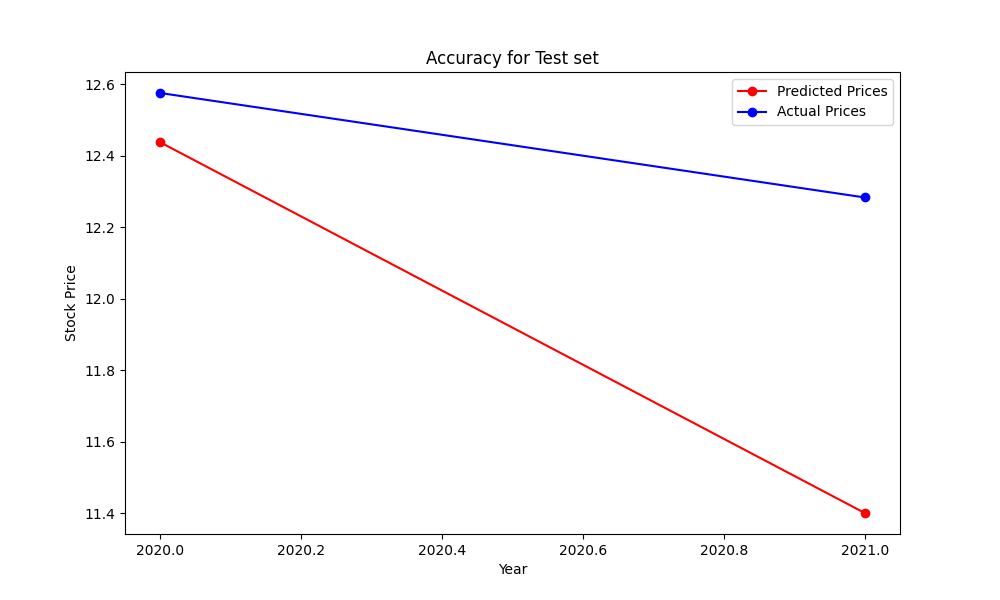 Accuracy for Test set
Predicted Prices
Actual Prices
Stock Price
12.6
12.4
12.2
12.0
11.8
11.6
11.4
2020.0 2020.2 2020.4 2020.6 2020.8 2021.0
Year